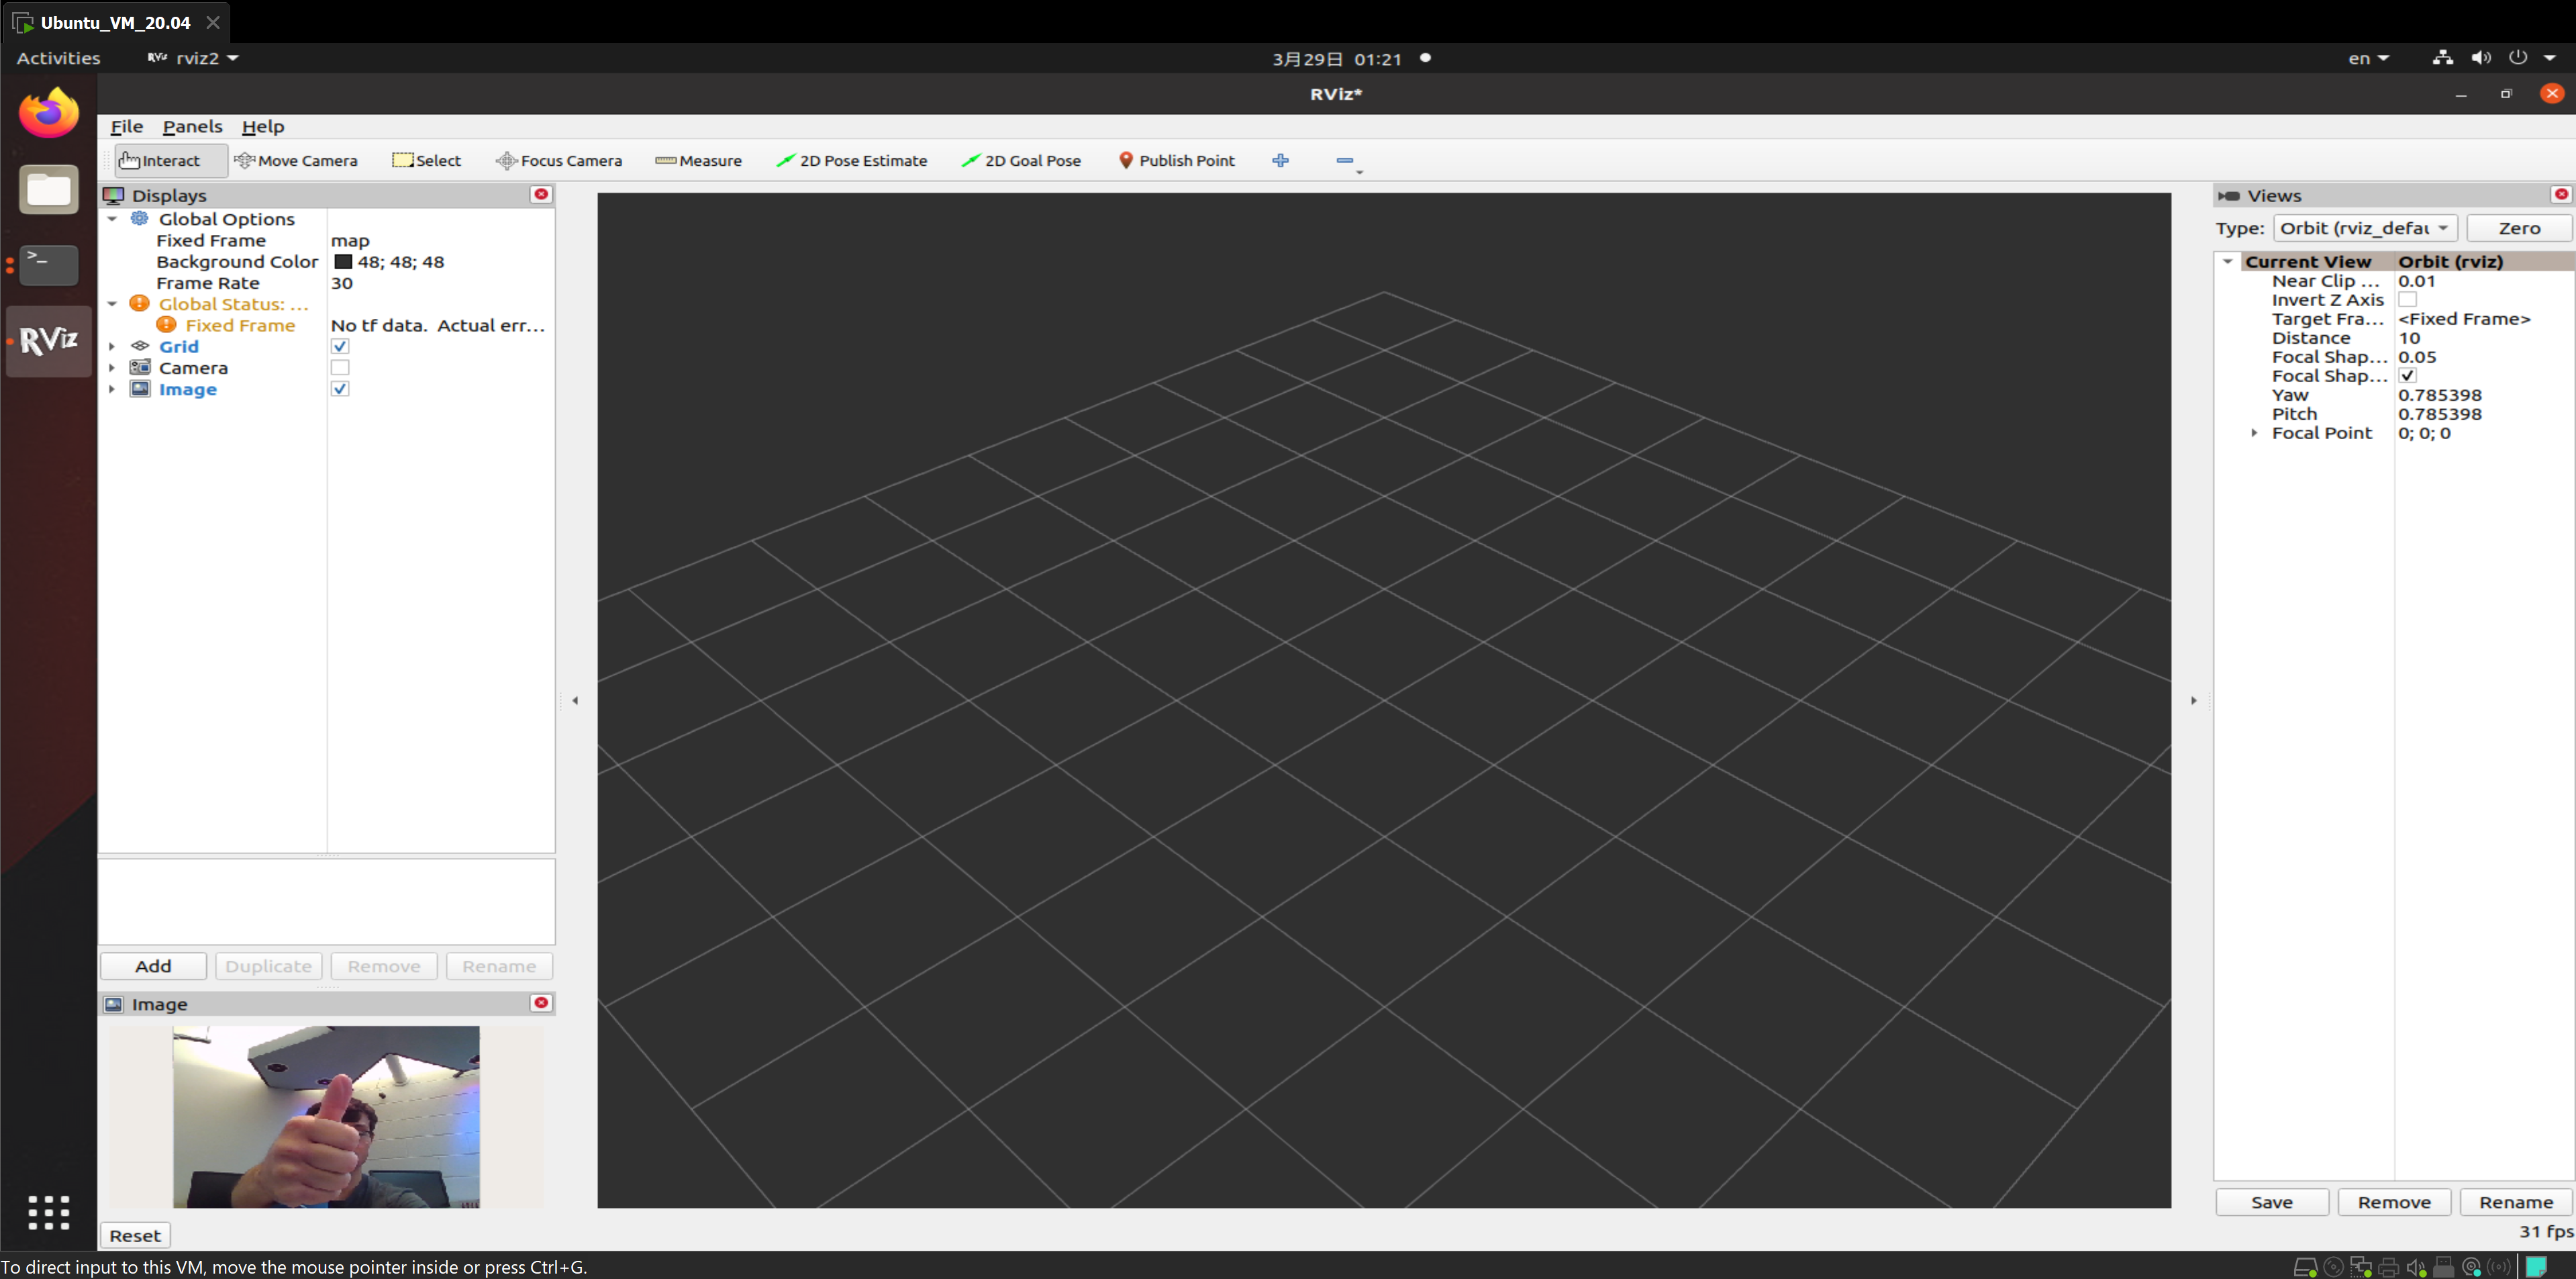 Ubuntu_VM_20.04
Activities
RViz rviz2
3月29日 01:21
en
RViz*
RViz
File Panels Help
Interact Move Camera Select Focus Camera Measure 2D Pose Estimate 2D Goal Pose Publish Point
Displays
Global Options
Fixed Frame map
Background Color 48; 48; 48
Frame Rate 30
Global Status: ...
Fixed Frame No tf data. Actual err...
Grid
Camera
Image
Add Duplicate Remove Rename
Image
Reset
Views
Type: Orbit (rviz_defau Zero
Current View Orbit (rviz)
Near Clip ... 0.01
Invert Z Axis
Target Fra... <Fixed Frame>
Distance 10
Focal Shap... 0.05
Focal Shap...
Yaw 0.785398
Pitch 0.785398
Focal Point 0; 0; 0
Save Remove Rename
31 fps
To direct input to this VM, move the mouse pointer inside or press Ctrl+G.